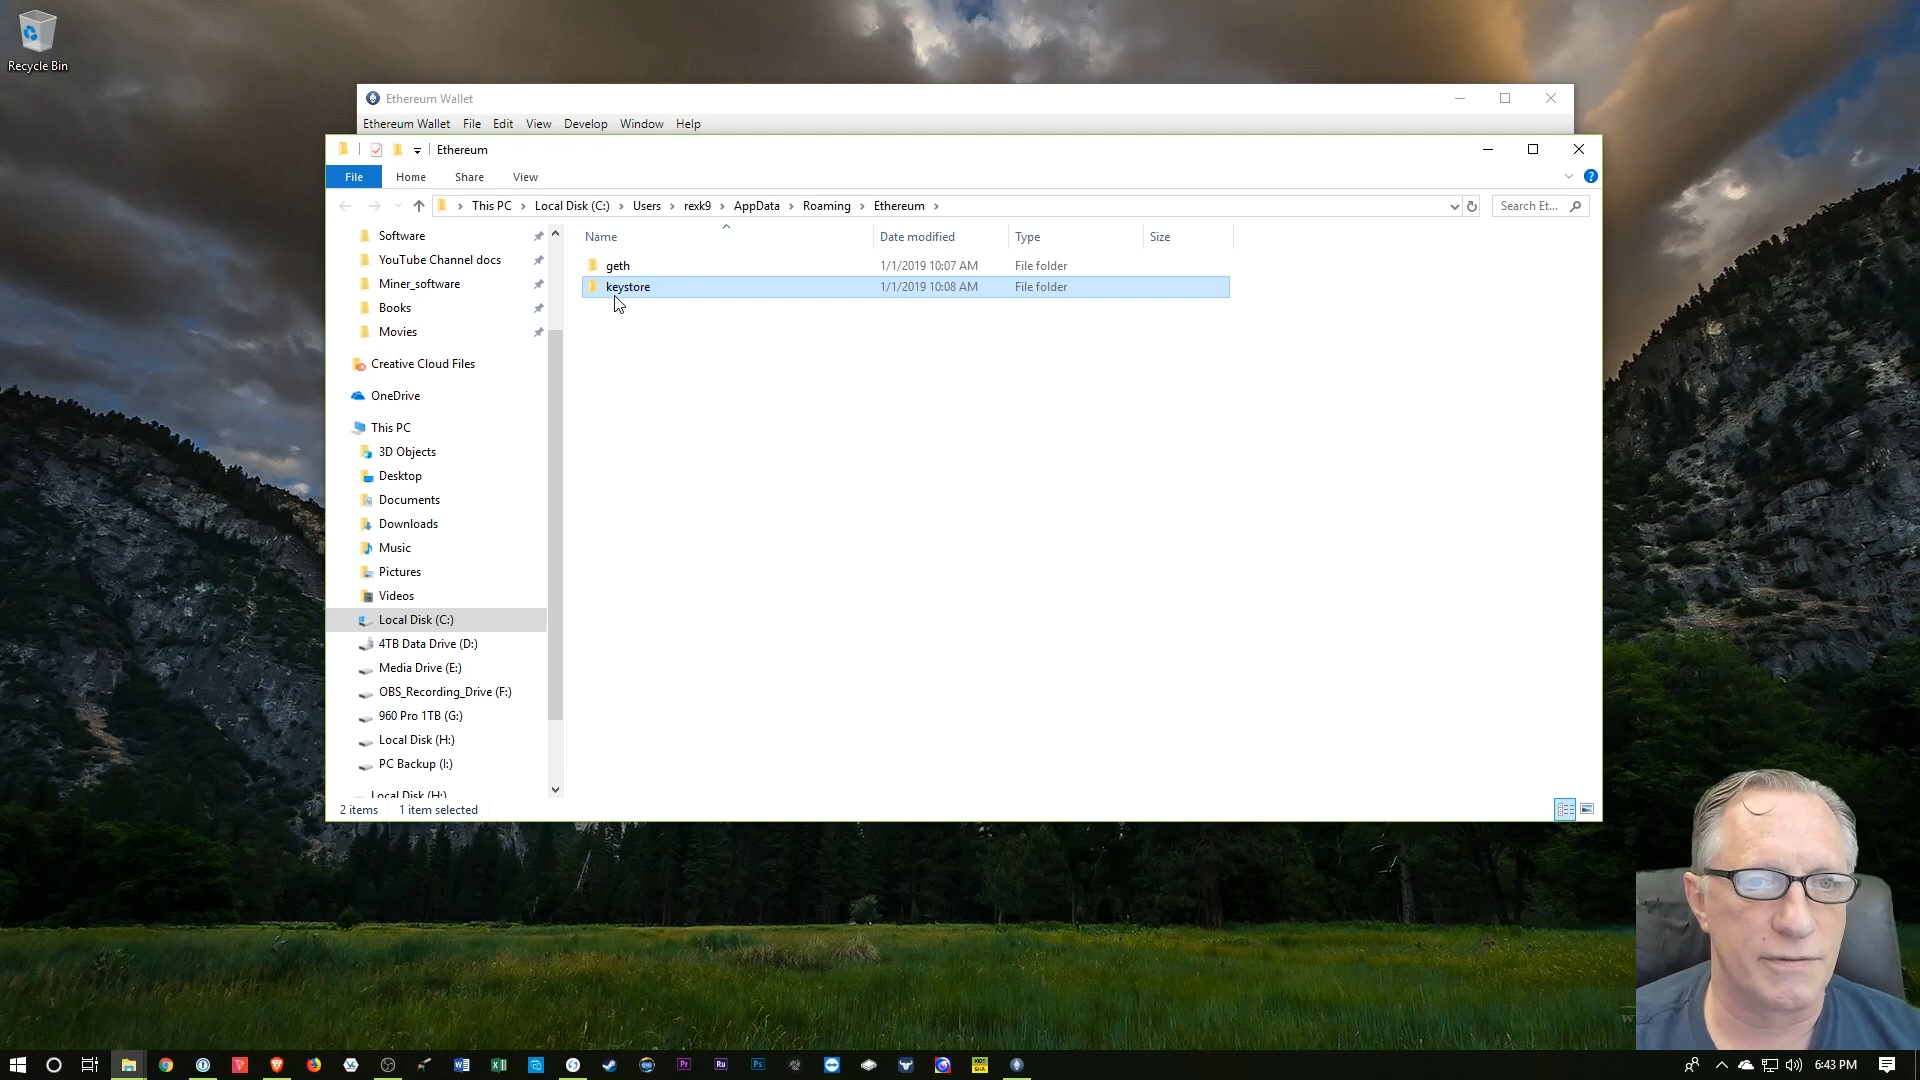 Recycle Bin
Ethereum Wallet
Ethereum Wallet File Edit View Develop Window Help
Ethereum
File Home Share View
This PC Local Disk (C:) Users rexk9 AppData Roaming Ethereum
Search Et...
Name Date modified Type Size
geth 1/1/2019 10:07 AM File folder
keystore 1/1/2019 10:08 AM File folder
Software
YouTube Channel docs
Miner_software
Books
Movies
Creative Cloud Files
OneDrive
This PC
3D Objects
Desktop
Documents
Downloads
Music
Pictures
Videos
Local Disk (C:)
4TB Data Drive (D:)
Media Drive (E:)
OBS_Recording_Drive (F:)
960 Pro 1TB (G:)
Local Disk (H:)
PC Backup (I:)
Local Disk (H:)
2 items 1 item selected
Pr Ru Ps
6:43 PM